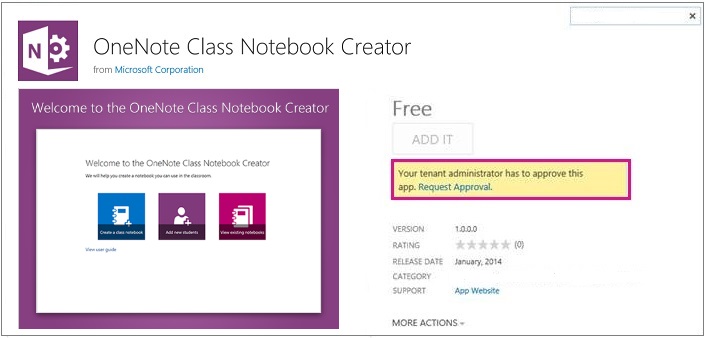 N
OneNote Class Notebook Creator
from Microsoft Corporation
Welcome to the OneNote Class Notebook Creator
Welcome to the OneNote Class Notebook Creator
We will help you create a notebook you can use in the classroom.
Create a class notebook
Add new students
View existing notebooks
View user guide
Free
ADD IT
Your tenant administrator has to approve this
app. Request Approval.
VERSION 1.0.0.0
RATING (0)
RELEASE DATE January, 2014
CATEGORY
SUPPORT App Website
MORE ACTIONS